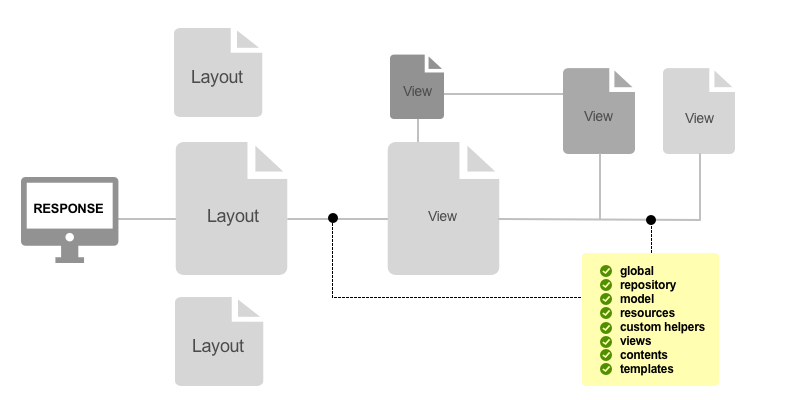 Layout
View
View
View
RESPONSE
Layout
View
global
repository
model
resources
custom helpers
views
contents
templates
Layout